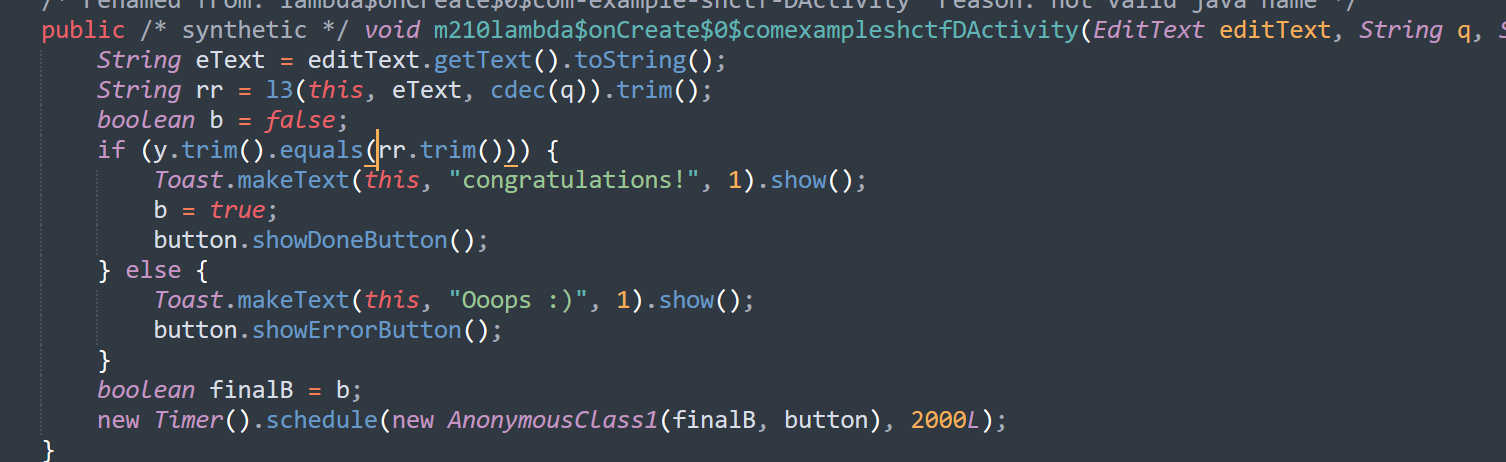 /* renamed from: lambda$onCreate$0$com-example-shctf-DActivity  reason: not valid java name */
public /* synthetic */ void m210lambda$onCreate$0$comexampleshctfDActivity(EditText editText, String q, S
String eText = editText.getText().toString();
String rr = l3(this, eText, cdec(q)).trim();
boolean b = false;
if (y.trim().equals(rr.trim())) {
Toast.makeText(this, "congratulations!", 1).show();
b = true;
button.showDoneButton();
} else {
Toast.makeText(this, "Ooops :)", 1).show();
button.showErrorButton();
}
boolean finalB = b;
new Timer().schedule(new AnonymousClass1(finalB, button), 2000L);
}